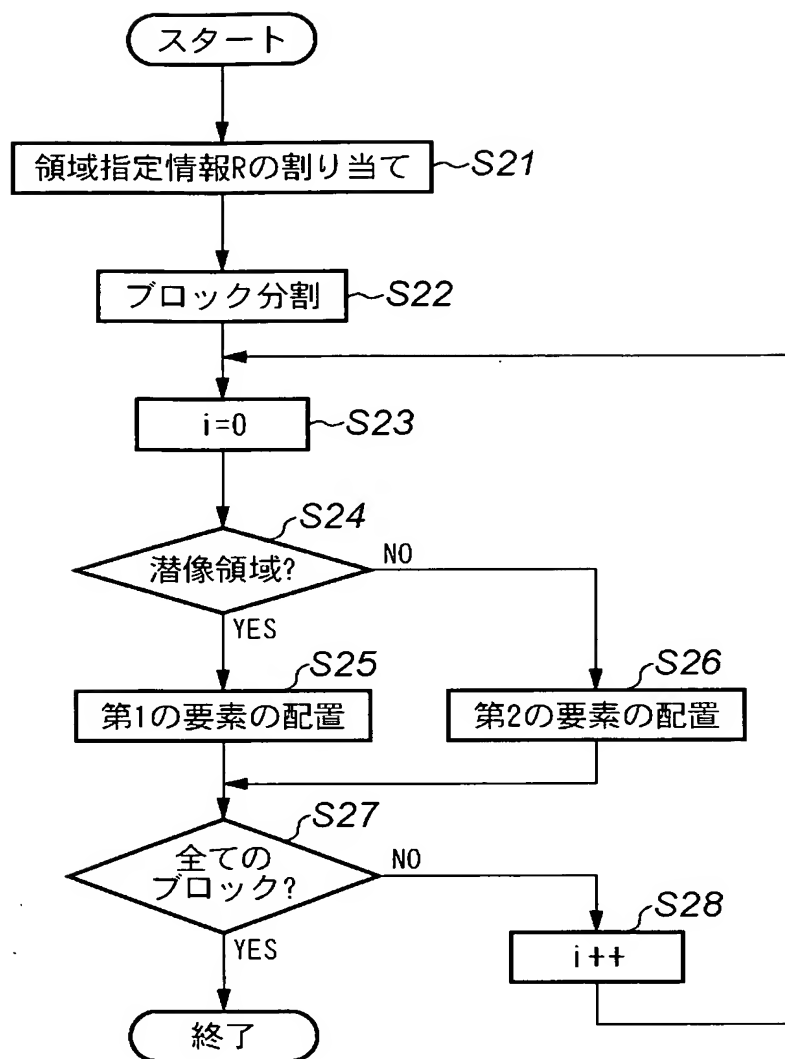 スタート
領域指定情報Rの割り当て
S21
ブロック分割
S22
i=0
S23
S24
潜像領域?
NO
YES
S25
S26
第1の要素の配置
第2の要素の配置
S27
全ての
ブロック?
NO
YES
S28
i++
終了